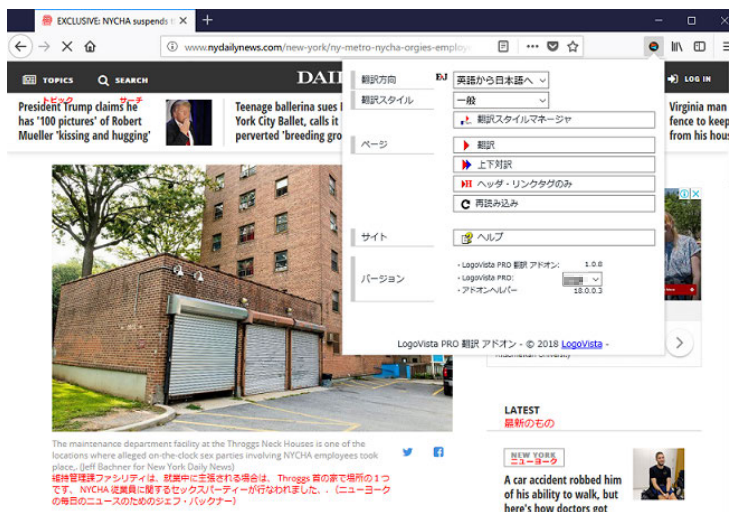 EXCLUSIVE: NYCHA suspends t
www.nydailynews.com/new-york/ny-metro-nycha-orgies-employ
TOPICS
SEARCH
DAI
LOG IN
トピック
サーチ
President Trump claims he
has '100 pictures' of Robert
Mueller 'kissing and hugging'
Teenage ballerina sues
York City Ballet, calls it
perverted 'breeding gro
Virginia man
fence to keep
from his hous
翻訳方向
英語から日本語へ
翻訳スタイル
一般
翻訳スタイルマネージャ
ページ
翻訳
上下対訳
ヘッダ・リンクタグのみ
再読み込み
サイト
ヘルプ
バージョン
・LogoVista PRO 翻訳 アドオン: 1.0.8
・LogoVista PRO:
・アドオンヘルパー 18.0.0.3
LogoVista PRO 翻訳 アドオン - © 2018 LogoVista -
The maintenance department facility at the Throggs Neck Houses is one of the
locations where alleged on-the-clock sex parties involving NYCHA employees took
place,. (Jeff Bachner for New York Daily News)
維持管理課ファシリティは、就業中に主張される場合は、 Throggs 首の家で場所の１つ
です、 NYCHA 従業員に関するセックスパーティーが行なわれました、. （ニューヨーク
の毎日のニュースのためのジェフ・バックナー）
LATEST
最新のもの
NEW YORK
ニューヨーク
A car accident robbed him
of his ability to walk, but
here's how doctors got